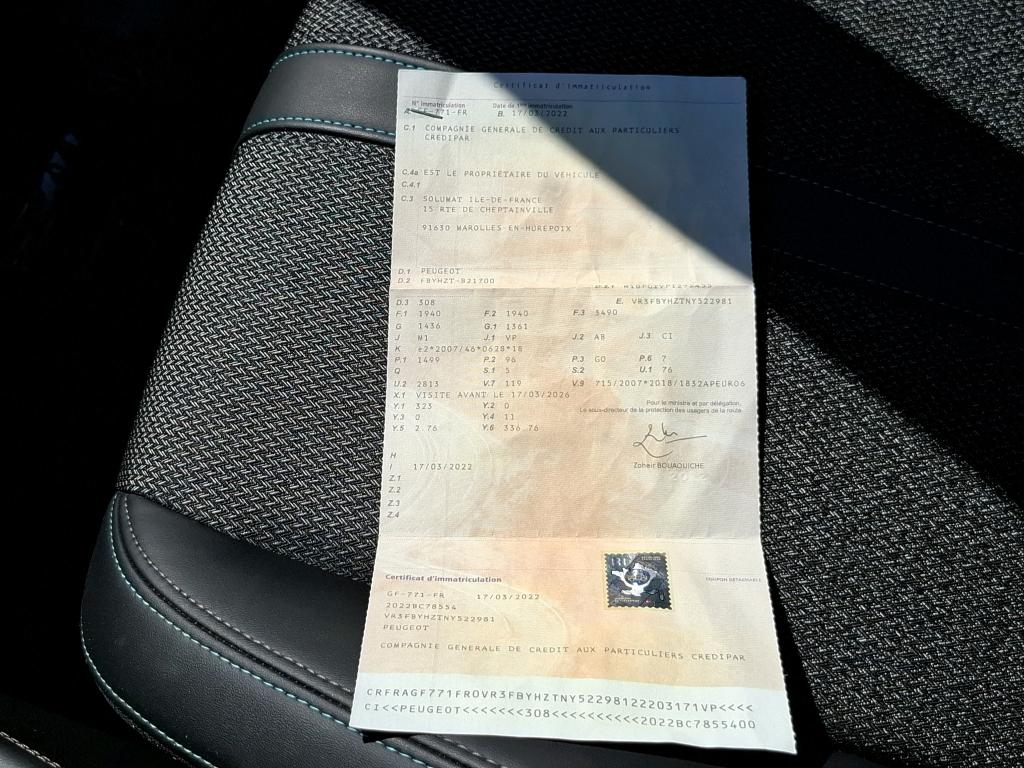 Certificat d'immatriculation
N° immatriculation Date de 1ère immatriculation
A. GF-771-FR B. 17/03/2022
C.1 COMPAGNIE GENERALE DE CREDIT AUX PARTICULIERS
CREDIPAR
C.4a EST LE PROPRIÉTAIRE DU VÉHICULE
C.4.1
C.3 SOLUMAT ILE-DE-FRANCE
15 RTE DE CHEPTAINVILLE
91630 MAROLLES-EN-HUREPOIX
D.1 PEUGEOT
D.2 FBYHZT-B21700
D.3 308 E. VR3FBYHZTNY522981
F.1 1940 F.2 1940 F.3 3490
G 1436 G.1 1361
J M1 J.1 VP J.2 AB J.3 CI
K e2*2007/46*0628*18
P.1 1499 P.2 96 P.3 GO P.6 7
Q S.1 5 S.2 U.1 76
U.2 2813 V.7 119 V.9 715/2007*2018/1832APEURO6
X.1 VISITE AVANT LE 17/03/2026
Pour le ministre et par délégation,
Le sous-directeur de la protection des usagers de la route.
Y.1 323 Y.2 0
Y.3 0 Y.4 11
Y.5 2.76 Y.6 336.76
Zoheir BOUAOUICHE
H
I 17/03/2022
Z.1
Z.2
Z.3
Z.4
Certificat d'immatriculation COUPON DÉTACHABLE
GF-771-FR 17/03/2022
2022BC78554
VR3FBYHZTNY522981
PEUGEOT
COMPAGNIE GENERALE DE CREDIT AUX PARTICULIERS CREDIPAR
CRFRAGF771FR0VR3FBYHZTNY522981222031​71VP<<<<
CI<<PEUGEOT<<<<<<<308<<<<<<<<<<2022BC7855400